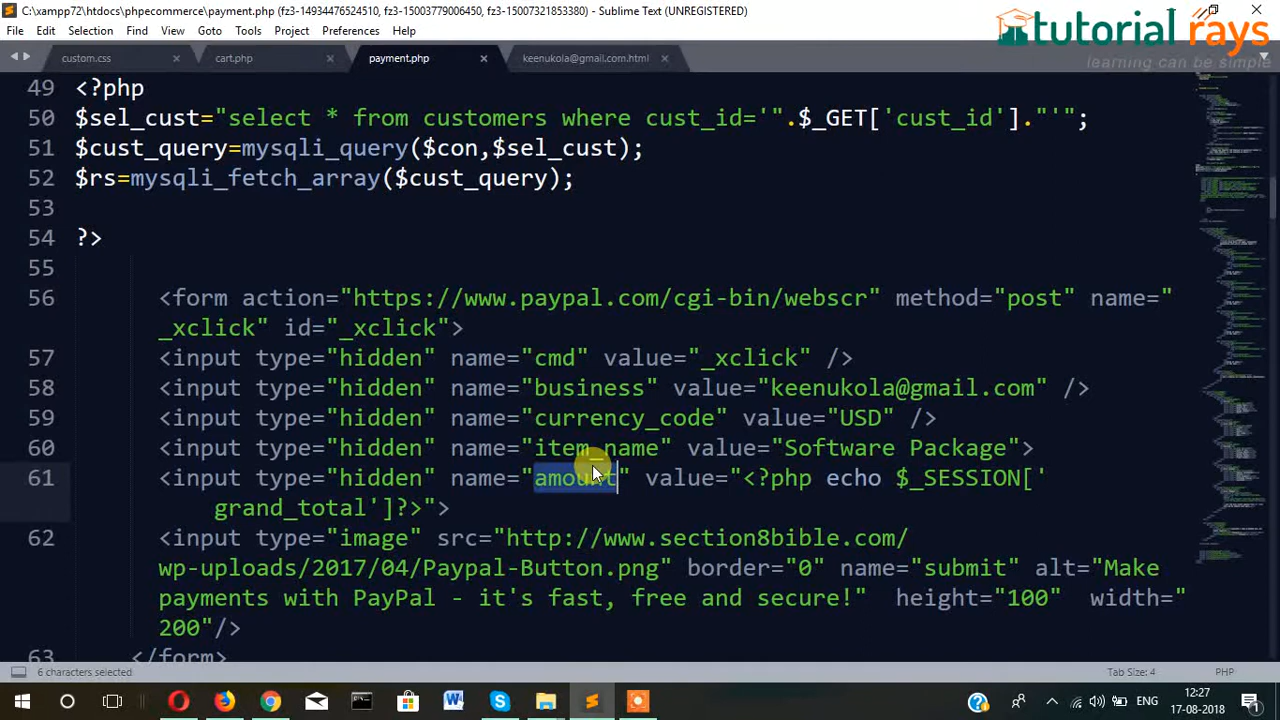 C:\xampp72\htdocs\phpecommerce\payment.php (fz3-14934476524510, fz3-15003779006450, fz3-15007321853380) - Sublime Text (UNREGISTERED)
File Edit Selection Find View Goto Tools Project Preferences Help
tutorial rays
learning can be simple
custom.css cart.php payment.php keenukola@gmail.com.html
49 <?php
50 $sel_cust="select * from customers where cust_id='".$_GET['cust_id']."'";
51 $cust_query=mysqli_query($con,$sel_cust);
52 $rs=mysqli_fetch_array($cust_query);
53
54 ?>
55
56 <form action="https://www.paypal.com/cgi-bin/webscr" method="post" name="
_xclick" id="_xclick">
57 <input type="hidden" name="cmd" value="_xclick" />
58 <input type="hidden" name="business" value="keenukola@gmail.com" />
59 <input type="hidden" name="currency_code" value="USD" />
60 <input type="hidden" name="item_name" value="Software Package">
61 <input type="hidden" name="amount" value="<?php echo $_SESSION['
grand_total']?>">
62 <input type="image" src="http://www.section8bible.com/
wp-uploads/2017/04/Paypal-Button.png" border="0" name="submit" alt="Make
payments with PayPal - it's fast, free and secure!" height="100" width="
200"/>
63 </form>
6 characters selected Tab Size: 4 PHP
ENG 12:27
17-08-2018